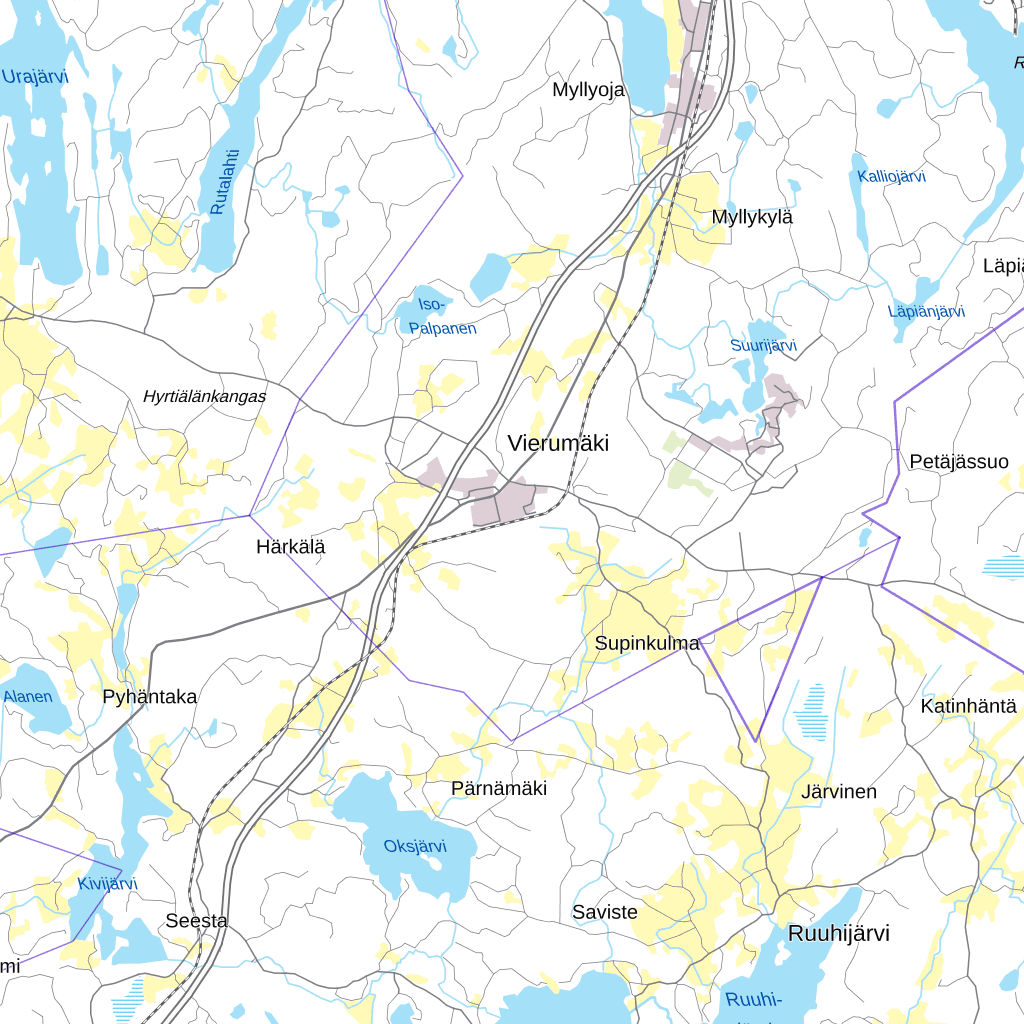 Urajärvi
Myllyoja
R
Rutalahti
Kalliojärvi
Myllykylä
Läpiä
Iso-
Palpanen
Läpiänjärvi
Suurijärvi
Hyrtiälänkangas
Vierumäki
Petäjässuo
Härkälä
Supinkulma
Alanen
Pyhäntaka
Katinhäntä
Pärnämäki
Järvinen
Oksjärvi
Kivijärvi
Saviste
Seesta
Ruuhijärvi
mi
Ruuhi-